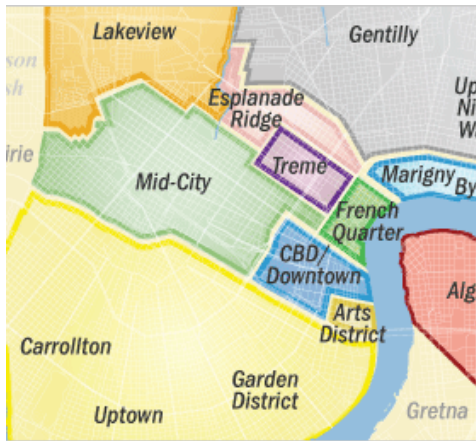 Lakeview
Gentilly
Esplanade
Ridge
Treme
Mid-City
Marigny
French
Quarter
CBD/
Downtown
Arts
District
Carrollton
Garden
District
Uptown
Gretna